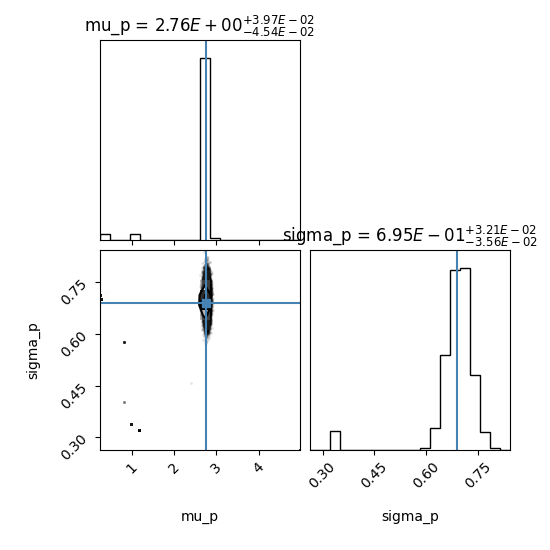 mu_p = 2.76E + 00 +3.97E − 02 −4.54E − 02
sigma_p = 6.95E − 01 +3.21E − 02 −3.56E − 02
0.75
0.60
0.45
0.30
sigma_p
1 2 3 4
mu_p
0.30 0.45 0.60 0.75
sigma_p